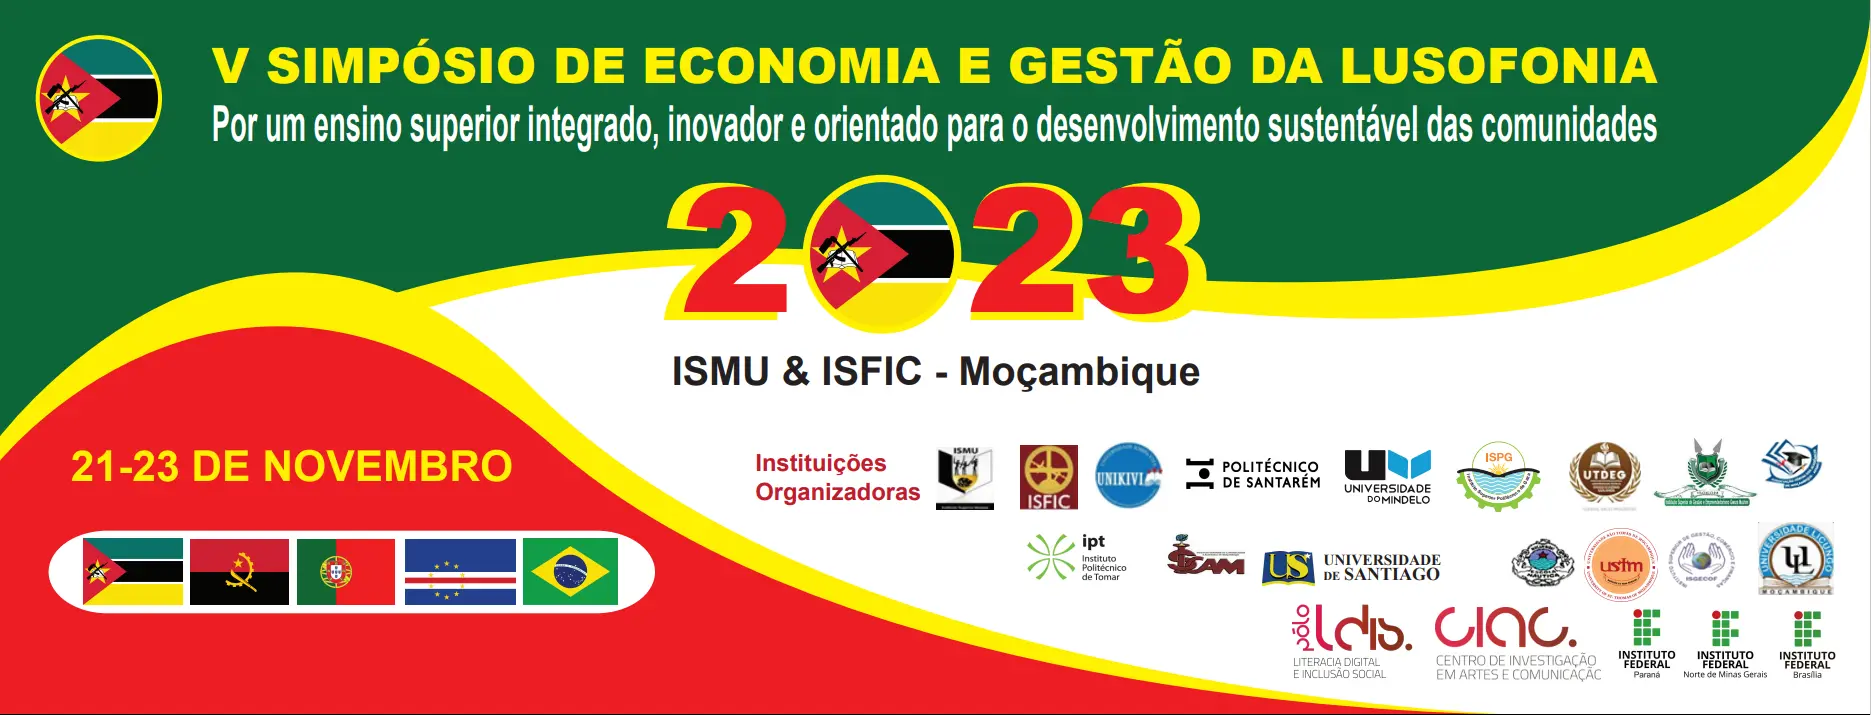 V SIMPÓSIO DE ECONOMIA E GESTÃO DA LUSOFONIA
Por um ensino superior integrado, inovador e orientado para o desenvolvimento sustentável das comunidades
2023
ISMU & ISFIC - Moçambique
21-23 DE NOVEMBRO
Instituições
Organizadoras
ISMU
ISFIC
UNIKIVI
POLITÉCNICO
DE SANTARÉM
UNIVERSIDADE
DO MINDELO
ISPG
UTDEG
ipt
Instituto
Politécnico
de Tomar
ISCAM
US
UNIVERSIDADE
DE SANTIAGO
ustm
ISGECOF
UNIVERSIDADE LICUNGO
UL
MOÇAMBIQUE
pólo
Ldis.
LITERACIA DIGITAL
E INCLUSÃO SOCIAL
CIAC.
CENTRO DE INVESTIGAÇÃO
EM ARTES E COMUNICAÇÃO
INSTITUTO
FEDERAL
Paraná
INSTITUTO
FEDERAL
Norte de Minas Gerais
INSTITUTO
FEDERAL
Brasília